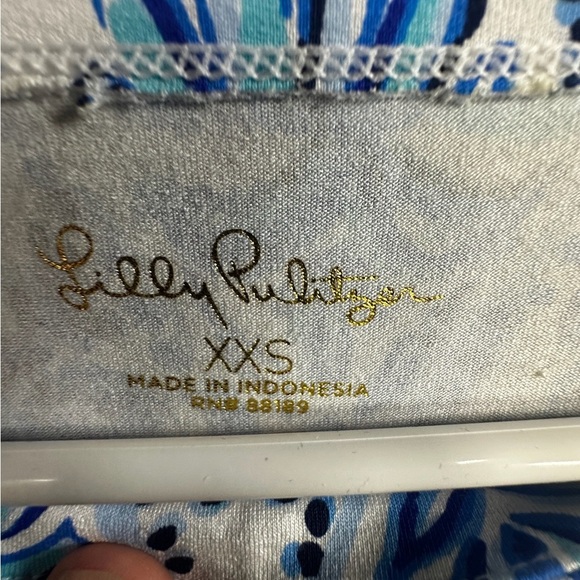 Lilly Pulitzer
XXS
MADE IN INDONESIA
RN# 88189